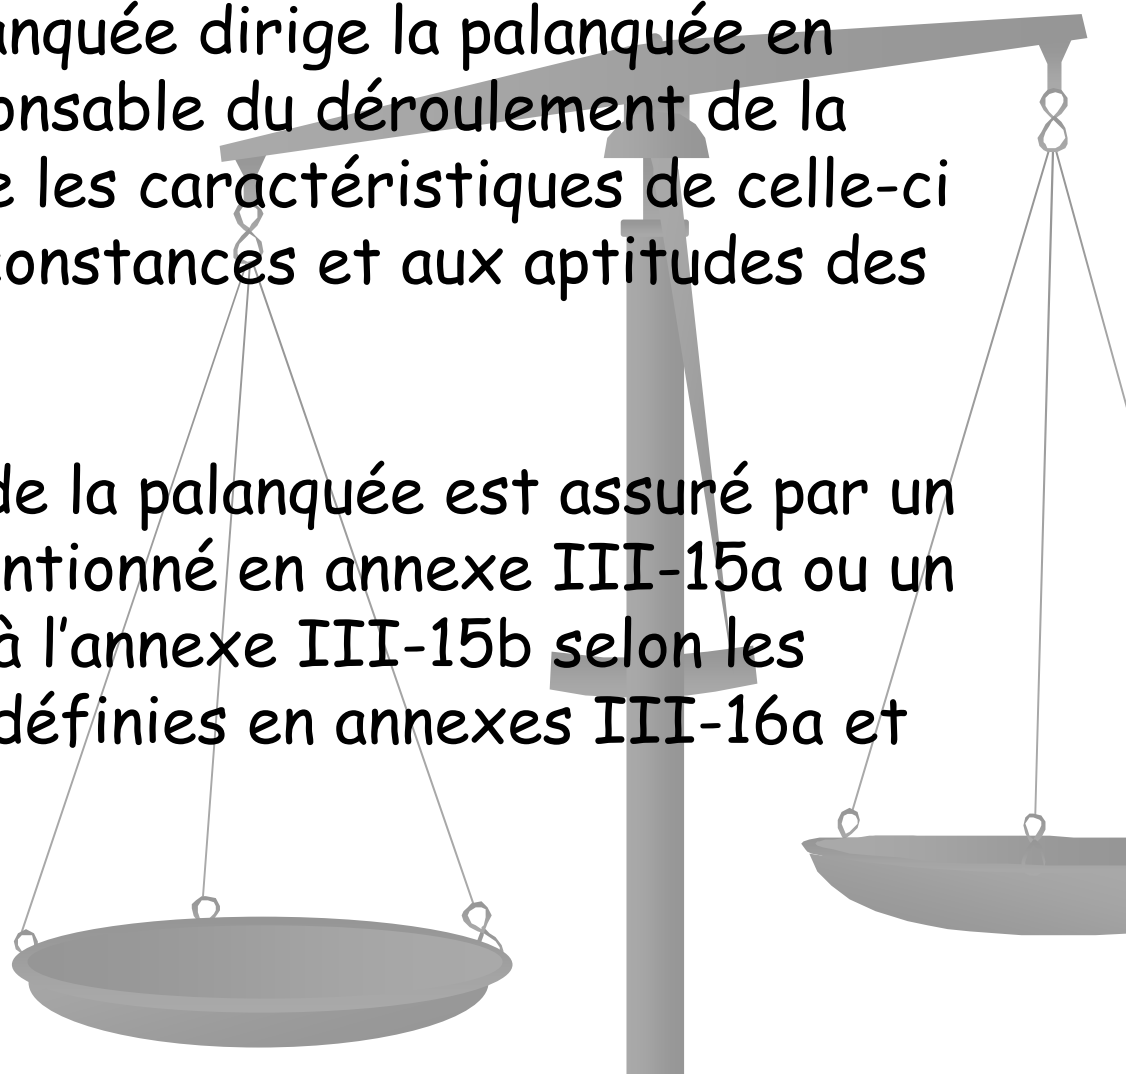 anquée dirige la palanquée en
onsable du déroulement de la
e les caractéristiques de celle-ci
constances et aux aptitudes des
de la palanquée est assuré par un
ntionné en annexe III-15a ou un
à l'annexe III-15b selon les
définies en annexes III-16a et